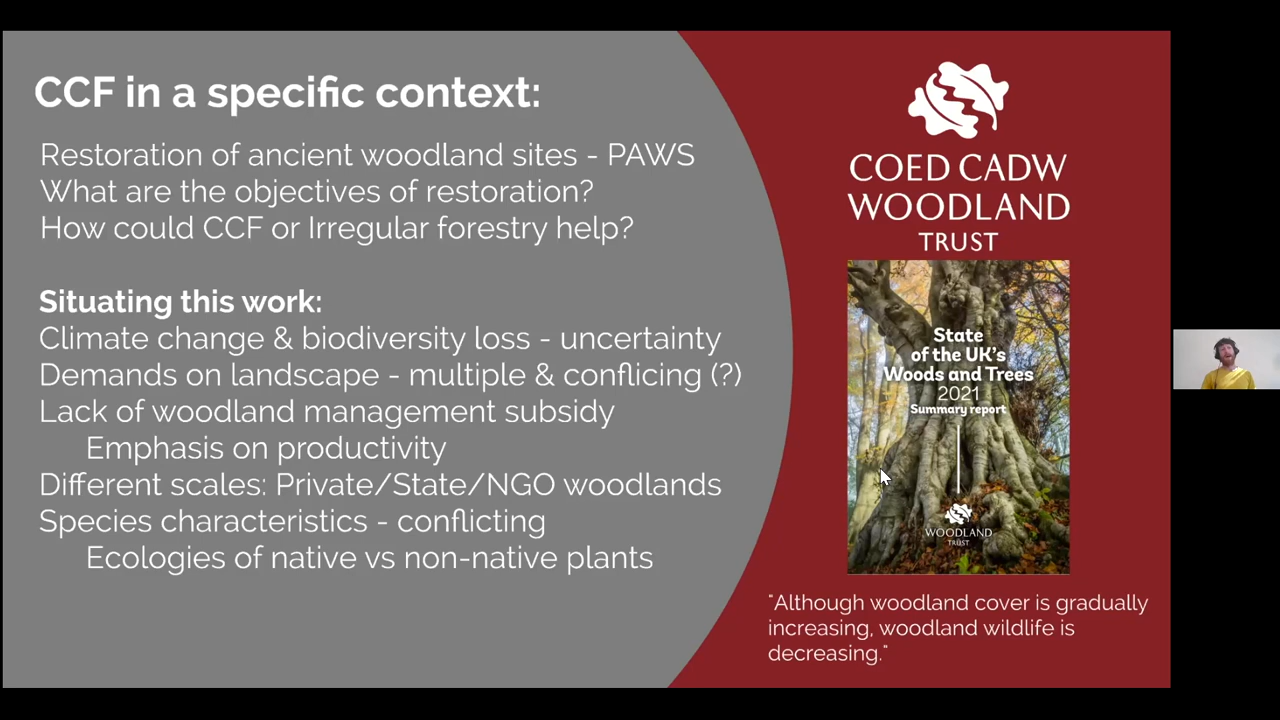 CCF in a specific context:
Restoration of ancient woodland sites - PAWS
What are the objectives of restoration?
How could CCF or Irregular forestry help?
Situating this work:
Climate change & biodiversity loss - uncertainty
Demands on landscape - multiple & conflicing (?)
Lack of woodland management subsidy
Emphasis on productivity
Different scales: Private/State/NGO woodlands
Species characteristics - conflicting
Ecologies of native vs non-native plants
COED CADW
WOODLAND
TRUST
State
of the UK's
Woods and Trees
2021
Summary report
WOODLAND
TRUST
"Although woodland cover is gradually
increasing, woodland wildlife is
decreasing."